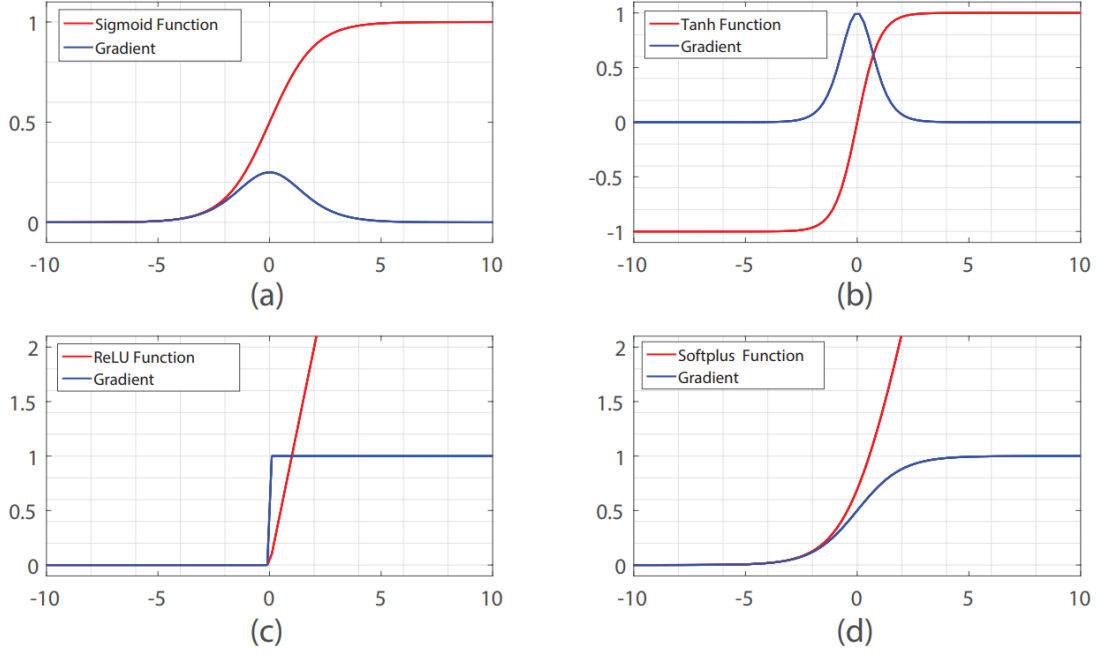 Sigmoid Function
Gradient
1
0.5
0
-10 -5 0 5 10
(a)
Tanh Function
Gradient
1
0.5
0
-0.5
-1
-10 -5 0 5 10
(b)
ReLU Function
Gradient
2
1.5
1
0.5
0
-10 -5 0 5 10
(c)
Softplus Function
Gradient
2
1.5
1
0.5
0
-10 -5 0 5 10
(d)